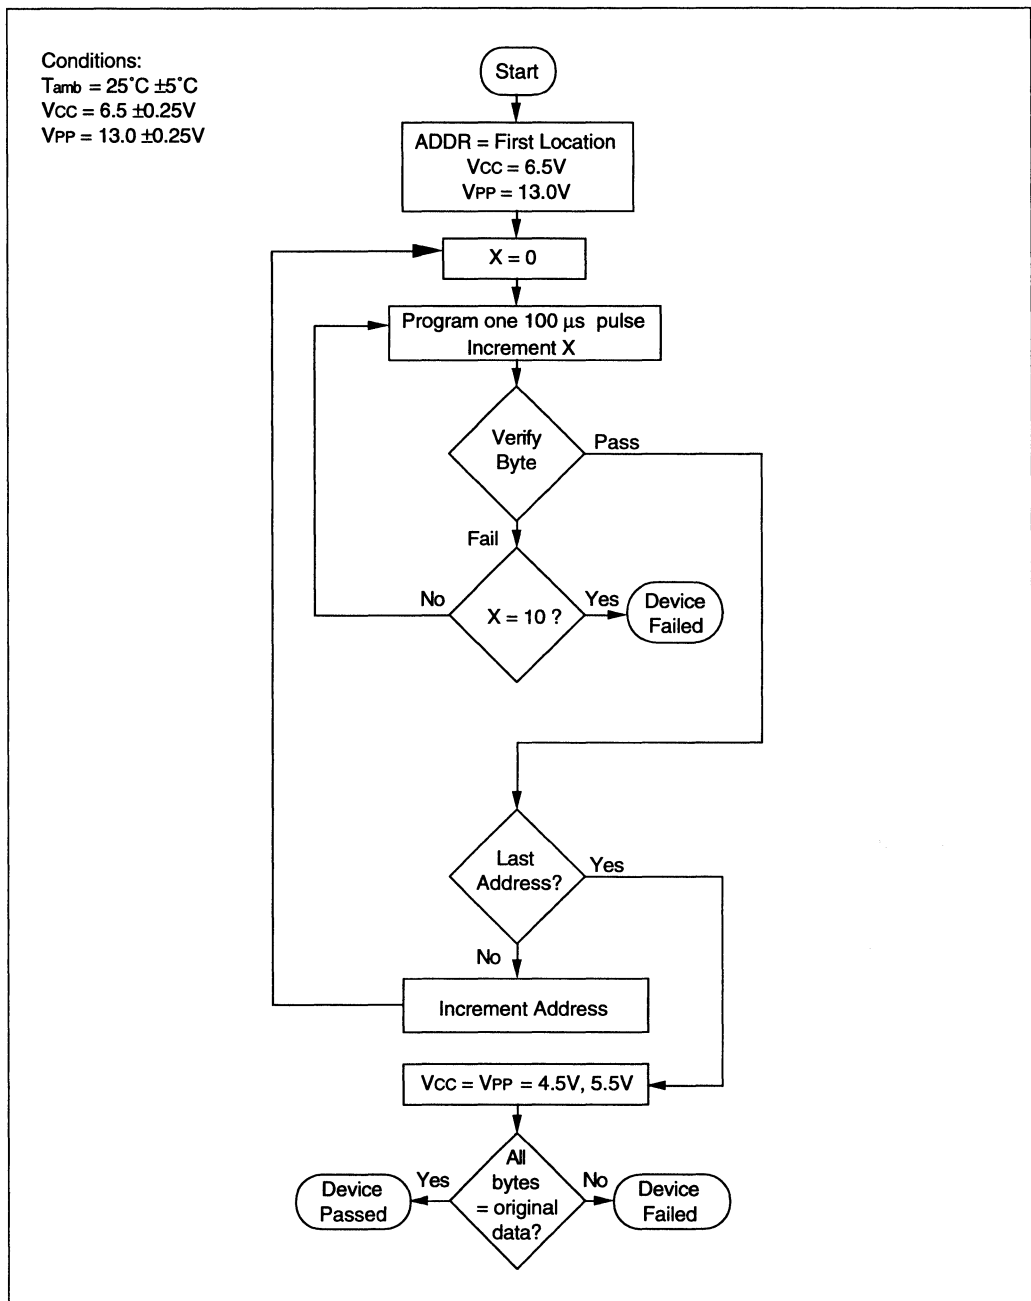 Conditions:
Tamb = 25˚C ±5˚C
VCC = 6.5 ±0.25V
VPP = 13.0 ±0.25V
Start
ADDR = First Location
VCC = 6.5V
VPP = 13.0V
X = 0
Program one 100 µs pulse
Increment X
Verify
Byte
Pass
Fail
X = 10 ?
No
Yes
Device
Failed
Last
Address?
Yes
No
Increment Address
VCC = VPP = 4.5V, 5.5V
All
bytes
= original
data?
Yes
Device
Passed
No
Device
Failed